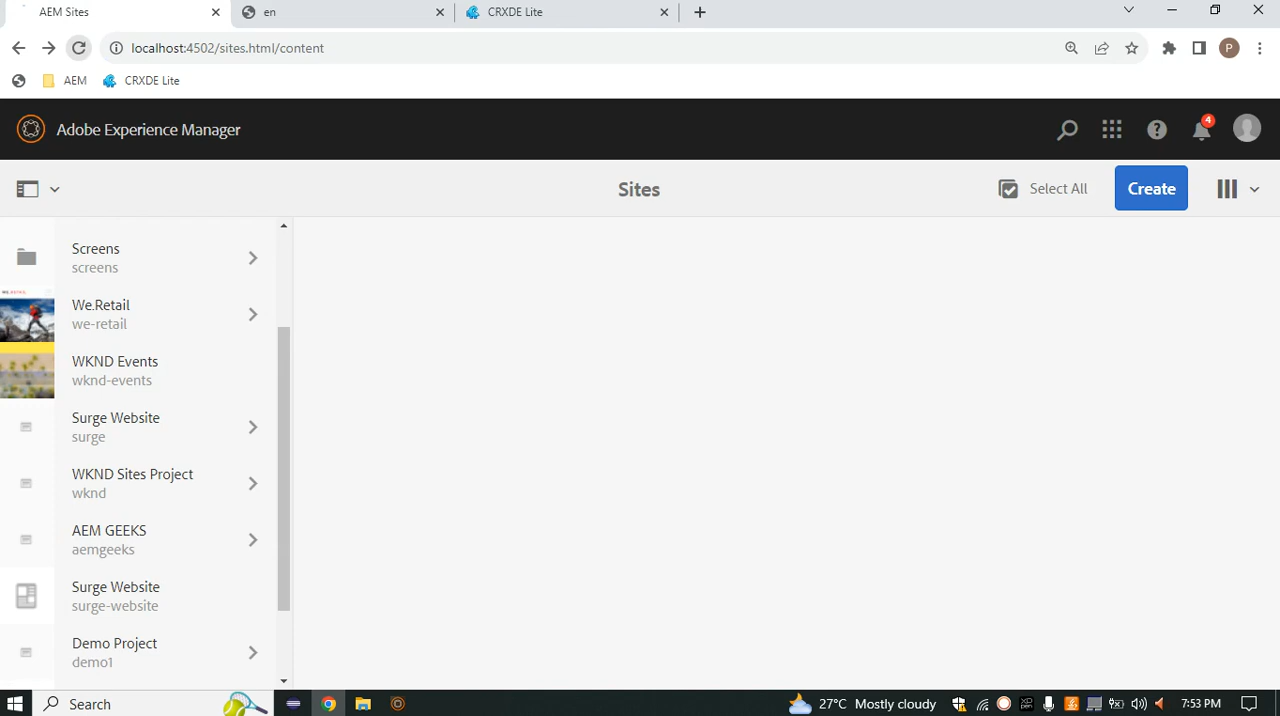 AEM Sites
en
CRXDE Lite
localhost:4502/sites.html/content
P
AEM
CRXDE Lite
Adobe Experience Manager
4
Sites
Select All
Create
Screens
screens
We.Retail
we-retail
WKND Events
wknd-events
Surge Website
surge
WKND Sites Project
wknd
AEM GEEKS
aemgeeks
Surge Website
surge-website
Demo Project
demo1
Search
27°C Mostly cloudy
7:53 PM